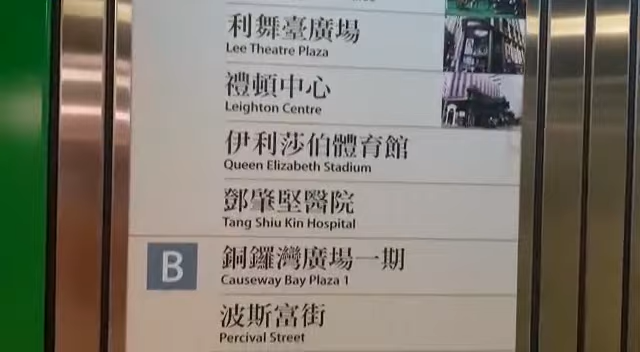 利舞臺廣場
Lee Theatre Plaza
禮頓中心
Leighton Centre
伊利莎伯體育館
Queen Elizabeth Stadium
鄧肇堅醫院
Tang Shiu Kin Hospital
B
銅鑼灣廣場一期
Causeway Bay Plaza 1
波斯富街
Percival Street